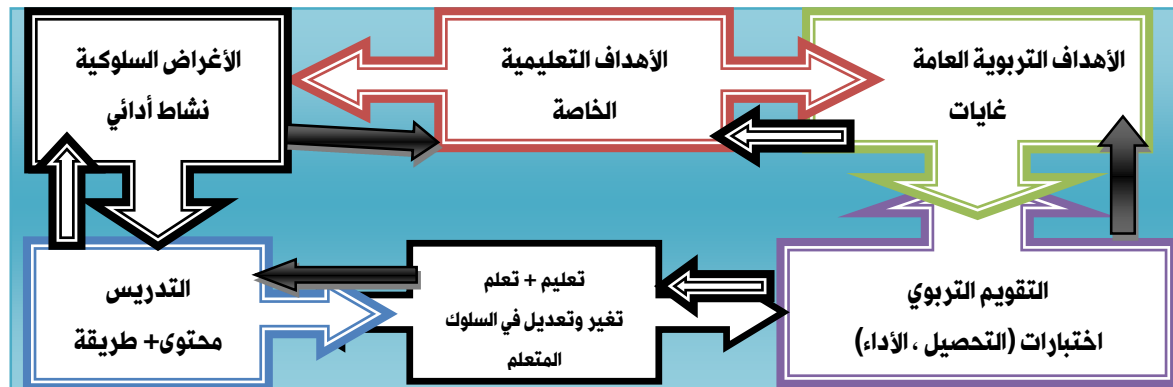 الأهداف التربوية العامة
غايات
الأهداف التعليمية
الخاصة
الأغراض السلوكية
نشاط أدائي
التقويم التربوي
اختبارات (التحصيل ، الأداء)
تعليم + تعلم
تغير وتعديل في السلوك
المتعلم
التدريس
محتوى+ طريقة